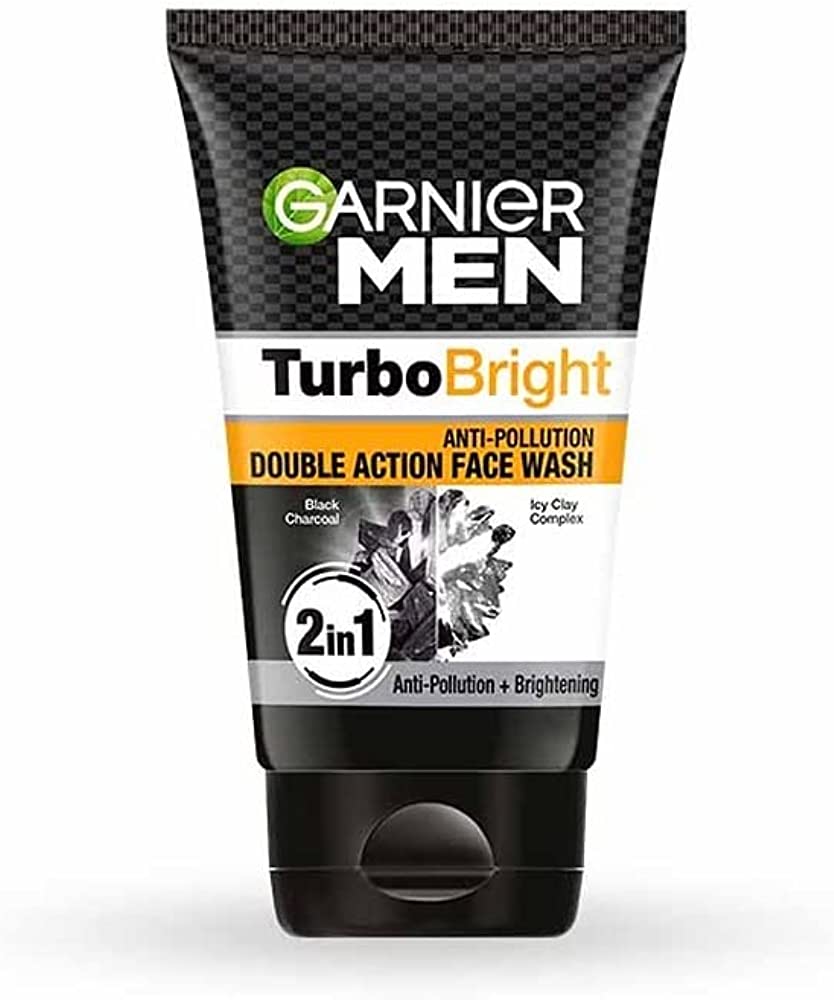 GARNIER
MEN
TurboBright
ANTI-POLLUTION
DOUBLE ACTION FACE WASH
Black
Charcoal
Icy Clay
Complex
2in1
Anti-Pollution + Brightening